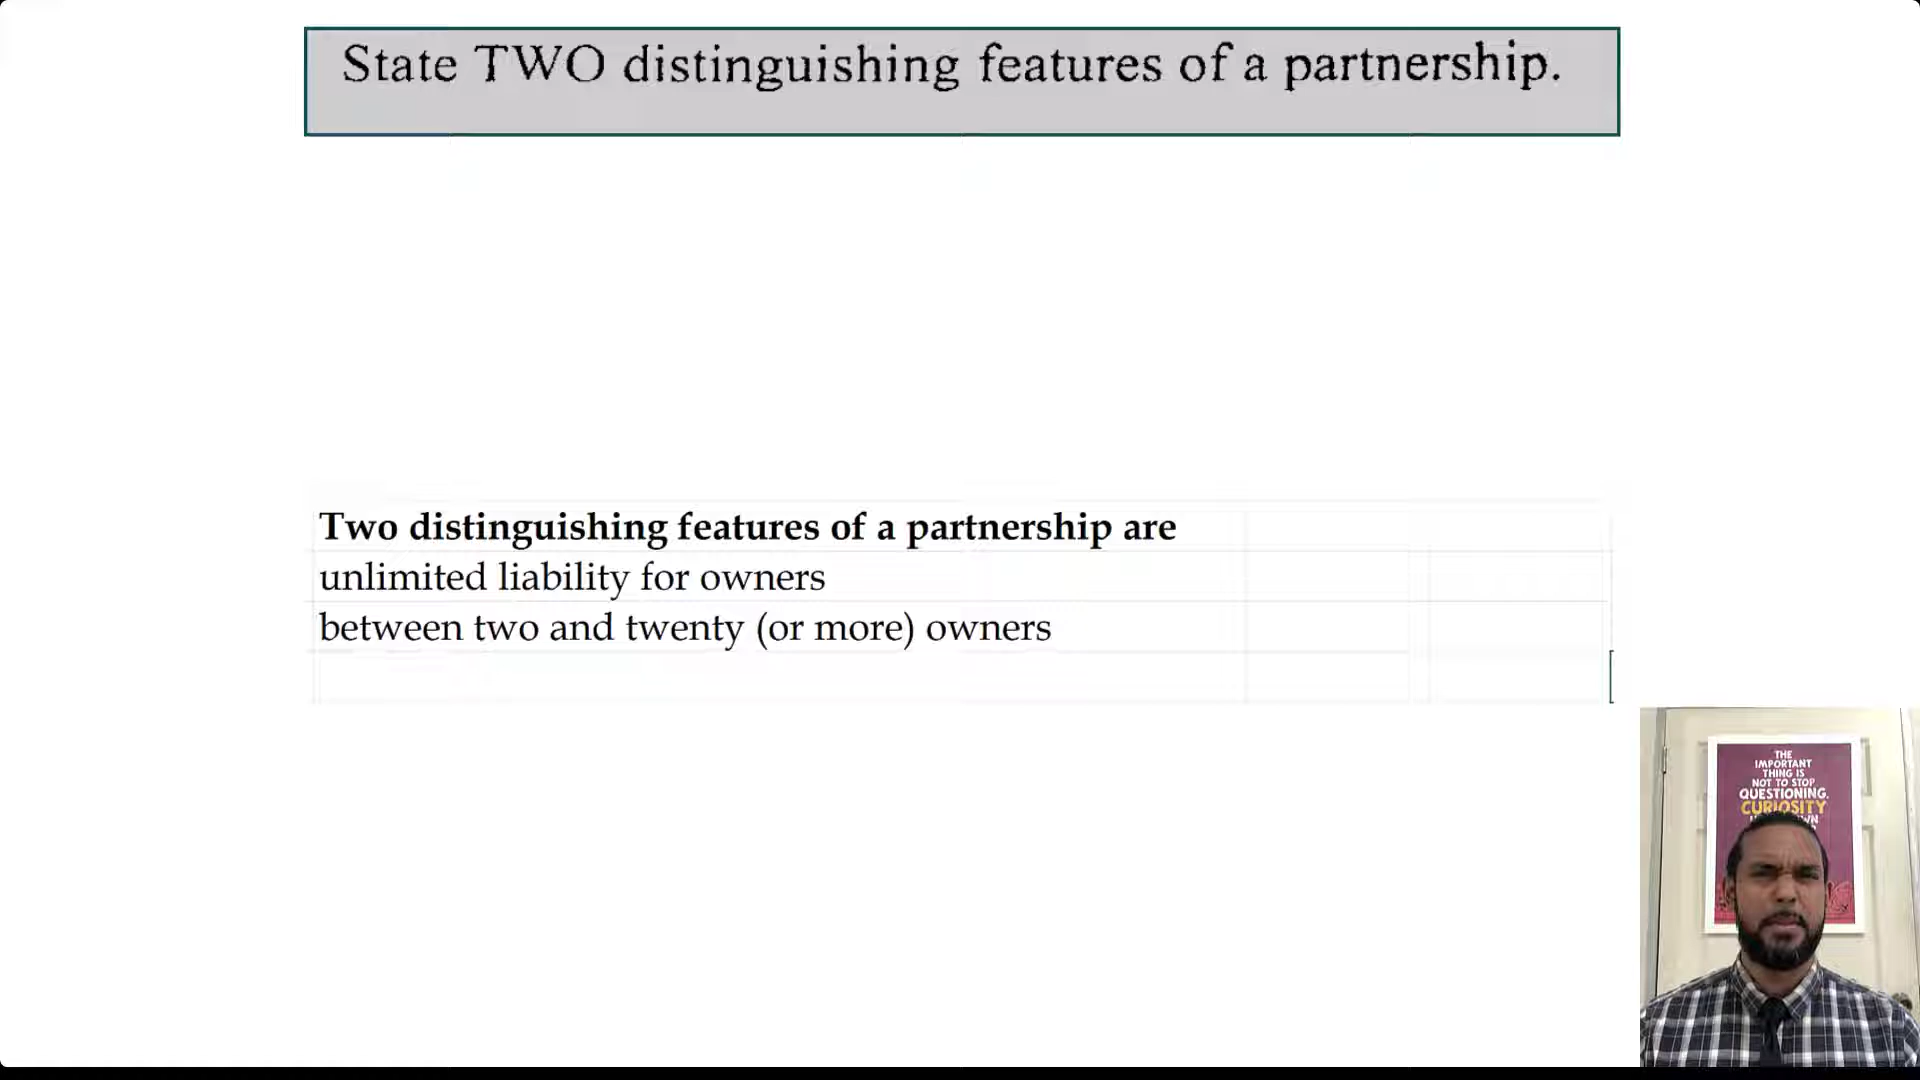 State TWO distinguishing features of a partnership.
Two distinguishing features of a partnership are
unlimited liability for owners
between two and twenty (or more) owners
THE
IMPORTANT
THING IS
NOT TO STOP
QUESTIONING.
CURIOSITY